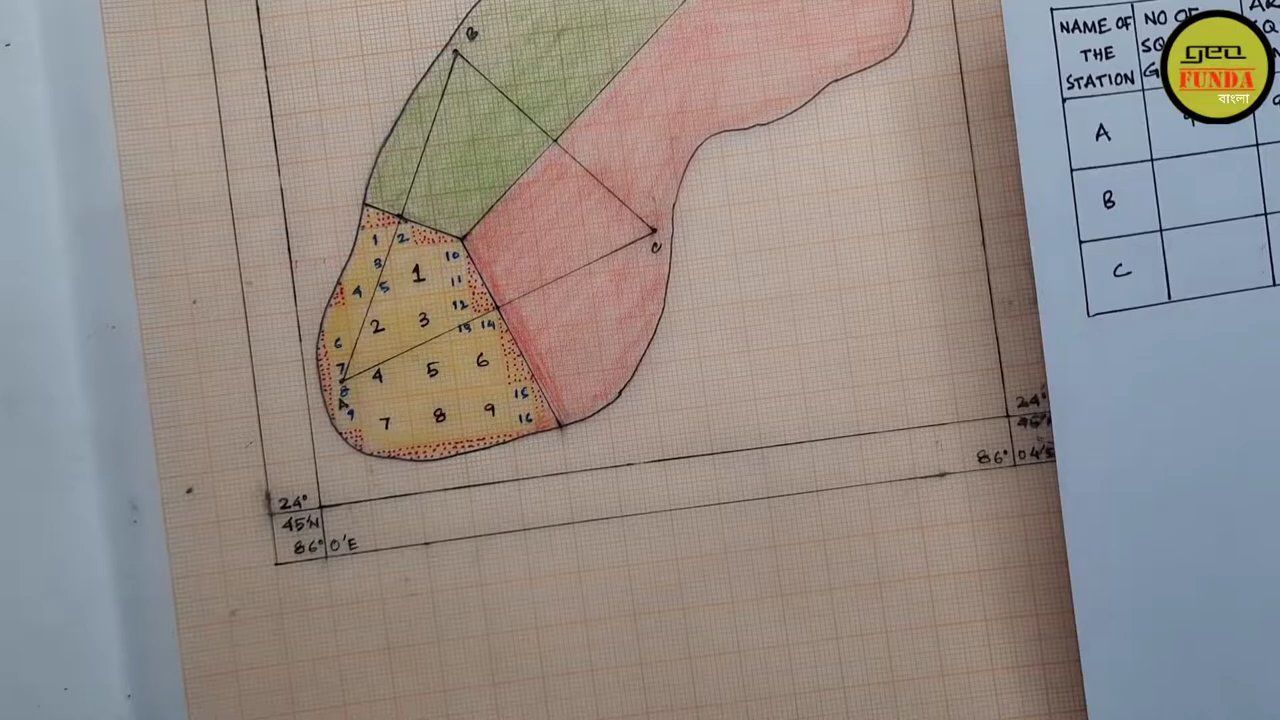 B
C
1 2 10
3 1 11
4 5 12
2 3 13 14
6
7 4 5 6
8
A 9 7 8 9 15
16
24°
45'N
86° 0'E
24°
86° 04'
NAME OF
THE
STATION
NO OF
A
B
C
geo
FUNDA
বাংলা